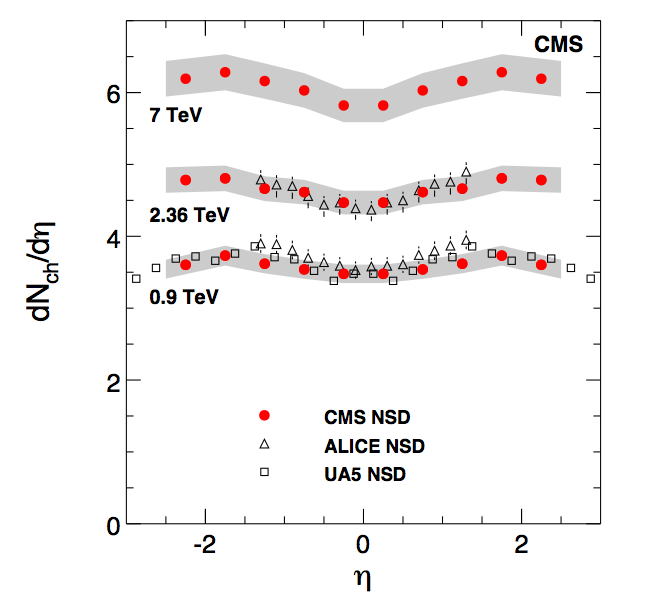 CMS
dN_ch/dη
6
7 TeV
2.36 TeV
4
0.9 TeV
2
CMS NSD
ALICE NSD
UA5 NSD
0
-2
0
2
η